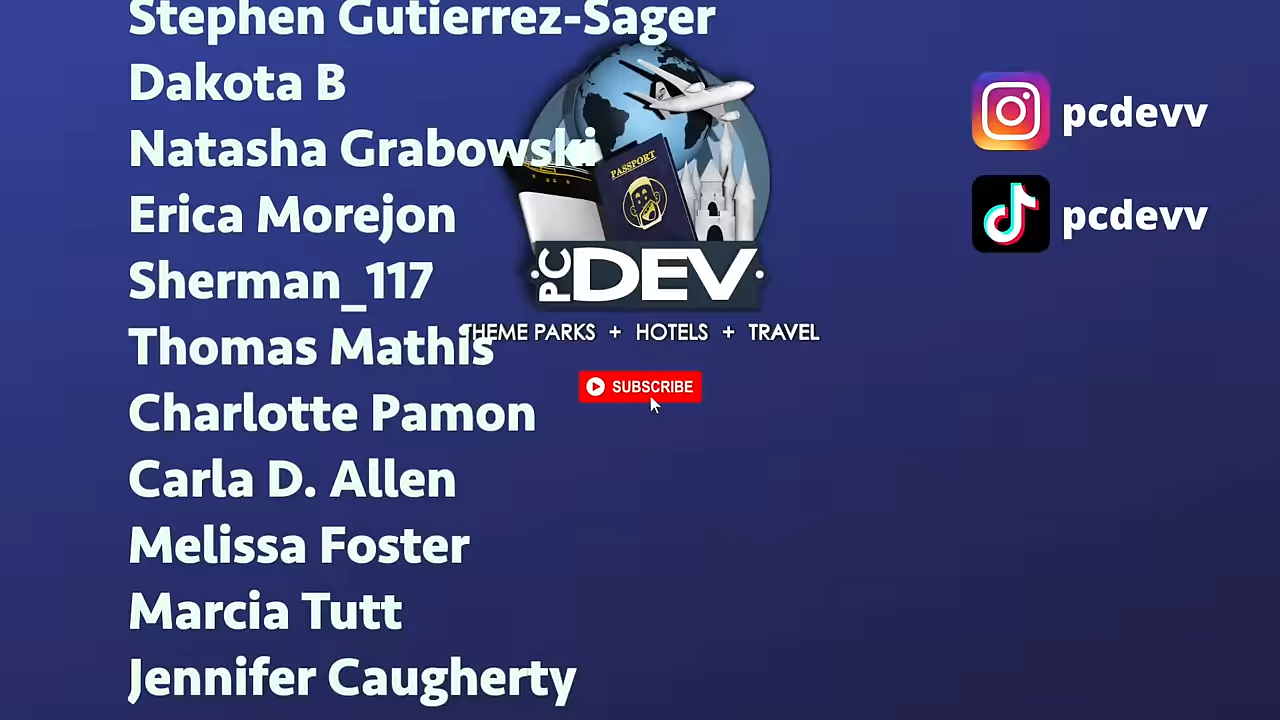 Stephen Gutierrez-Sager
Dakota B
Natasha Grabowski
Erica Morejon
Sherman_117
Thomas Mathis
Charlotte Pamon
Carla D. Allen
Melissa Foster
Marcia Tutt
Jennifer Caugherty
PASSPORT
PC DEV
THEME PARKS + HOTELS + TRAVEL
SUBSCRIBE
pcdevv
pcdevv